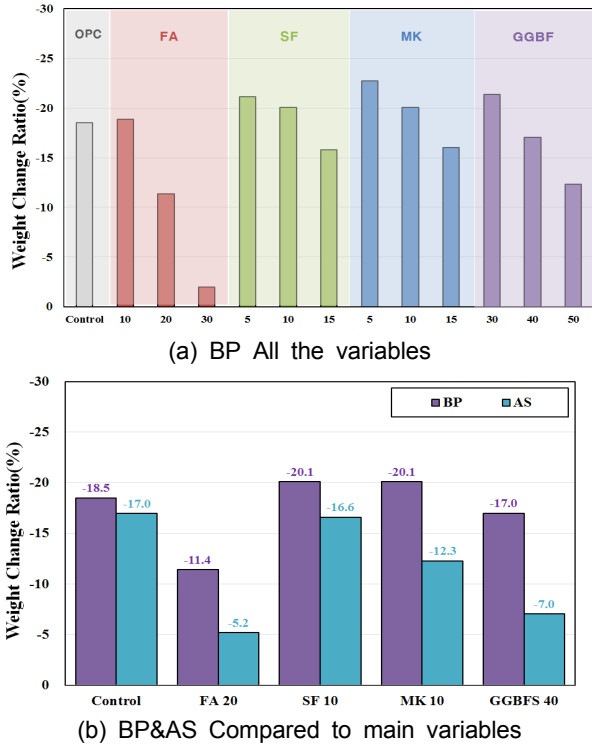 Weight Change Ratio(%)
-30
-25
-20
-15
-10
-5
0
OPC FA SF MK GGBF
Control 10 20 30 5 10 15 5 10 15 30 40 50
(a) BP All the variables
Weight Change Ratio(%)
-30
-25
-20
-15
-10
-5
0
BP AS
-18.5 -17.0 -11.4 -5.2 -20.1 -16.6 -20.1 -12.3 -17.0 -7.0
Control FA 20 SF 10 MK 10 GGBFS 40
(b) BP&AS Compared to main variables